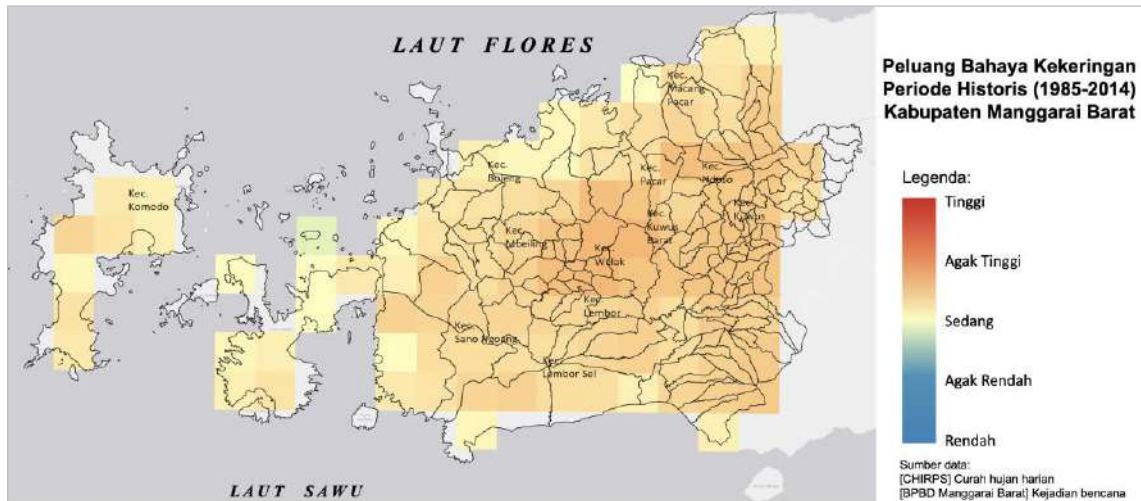 LAUT FLORES
Kec.
Macang
Pacar
Kec.
Boleng
Kec.
Pacar
Kec.
Ndoso
Kec.
Komodo
Kec.
Kuwus
Kec.
Kuwus
Barat
Kec.
Mbeiling
Kec.
Welak
Kec.
Lembor
Kec.
Sano Nggoang
Kec.
Lembor Sel
LAUT SAWU
Peluang Bahaya Kekeringan
Periode Historis (1985-2014)
Kabupaten Manggarai Barat
Legenda:
Tinggi
Agak Tinggi
Sedang
Agak Rendah
Rendah
Sumber data:
[CHIRPS] Curah hujan harian
[BPBD Manggarai Barat] Kejadian bencana